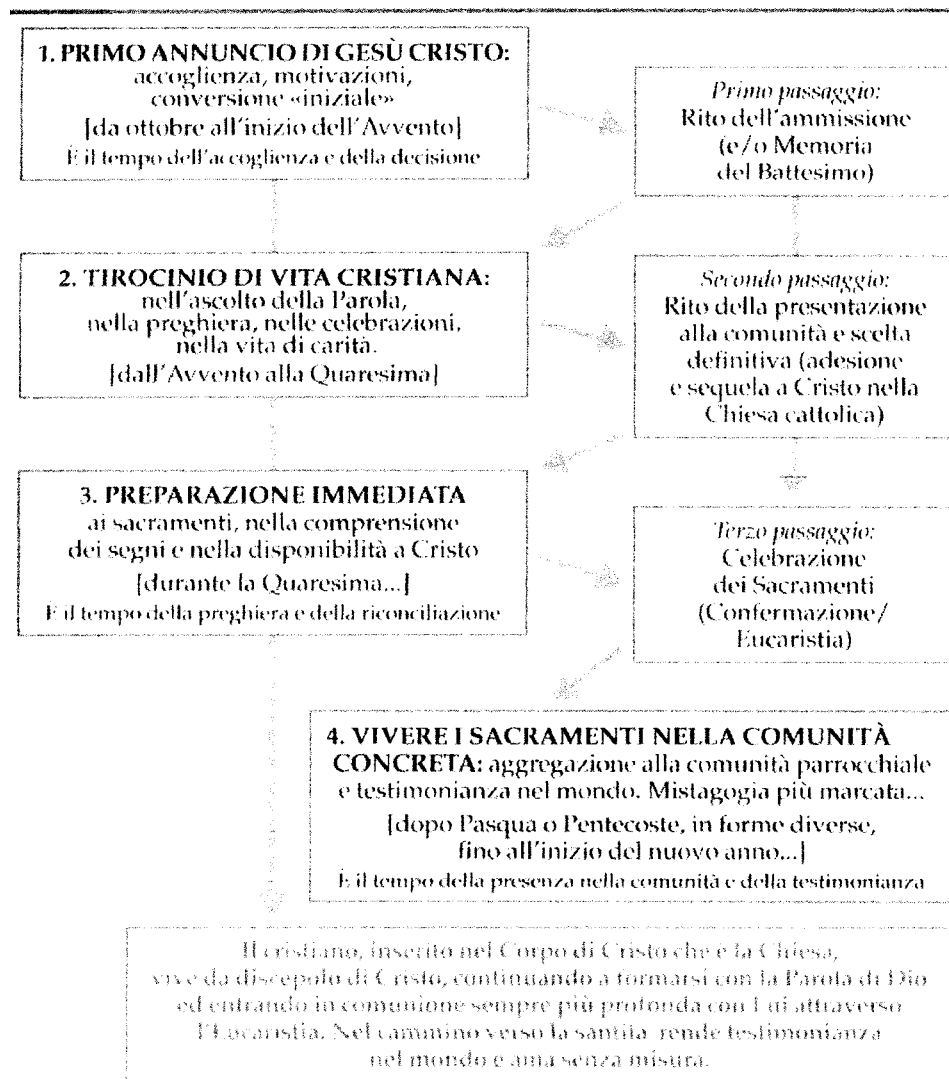 1. PRIMO ANNUNCIO DI GESÙ CRISTO:
accoglienza, motivazioni,
conversione «iniziale»
[da ottobre all'inizio dell'Avvento]
È il tempo dell'accoglienza e della decisione
Primo passaggio:
Rito dell'ammissione
(e/o Memoria
del Battesimo)
2. TIROCINIO DI VITA CRISTIANA:
nell'ascolto della Parola,
nella preghiera, nelle celebrazioni,
nella vita di carità.
[dall'Avvento alla Quaresima]
Secondo passaggio:
Rito della presentazione
alla comunità e scelta
definitiva (adesione
e sequela a Cristo nella
Chiesa cattolica)
3. PREPARAZIONE IMMEDIATA
ai sacramenti, nella comprensione
dei segni e nella disponibilità a Cristo
[durante la Quaresima...]
È il tempo della preghiera e della riconciliazione
Terzo passaggio:
Celebrazione
dei Sacramenti
(Confermazione/
Eucaristia)
4. VIVERE I SACRAMENTI NELLA COMUNITÀ
CONCRETA: aggregazione alla comunità parrocchiale
e testimonianza nel mondo. Mistagogia più marcata...
[dopo Pasqua o Pentecoste, in forme diverse,
fino all'inizio del nuovo anno...]
È il tempo della presenza nella comunità e della testimonianza
Il cristiano, inserito nel Corpo di Cristo che è la Chiesa,
vive da discepolo di Cristo, continuando a formarsi con la Parola di Dio
ed entrando in comunione sempre più profonda con Lui attraverso
l'Eucaristia. Nel cammino verso la santità rende testimonianza
nel mondo e ama senza misura.